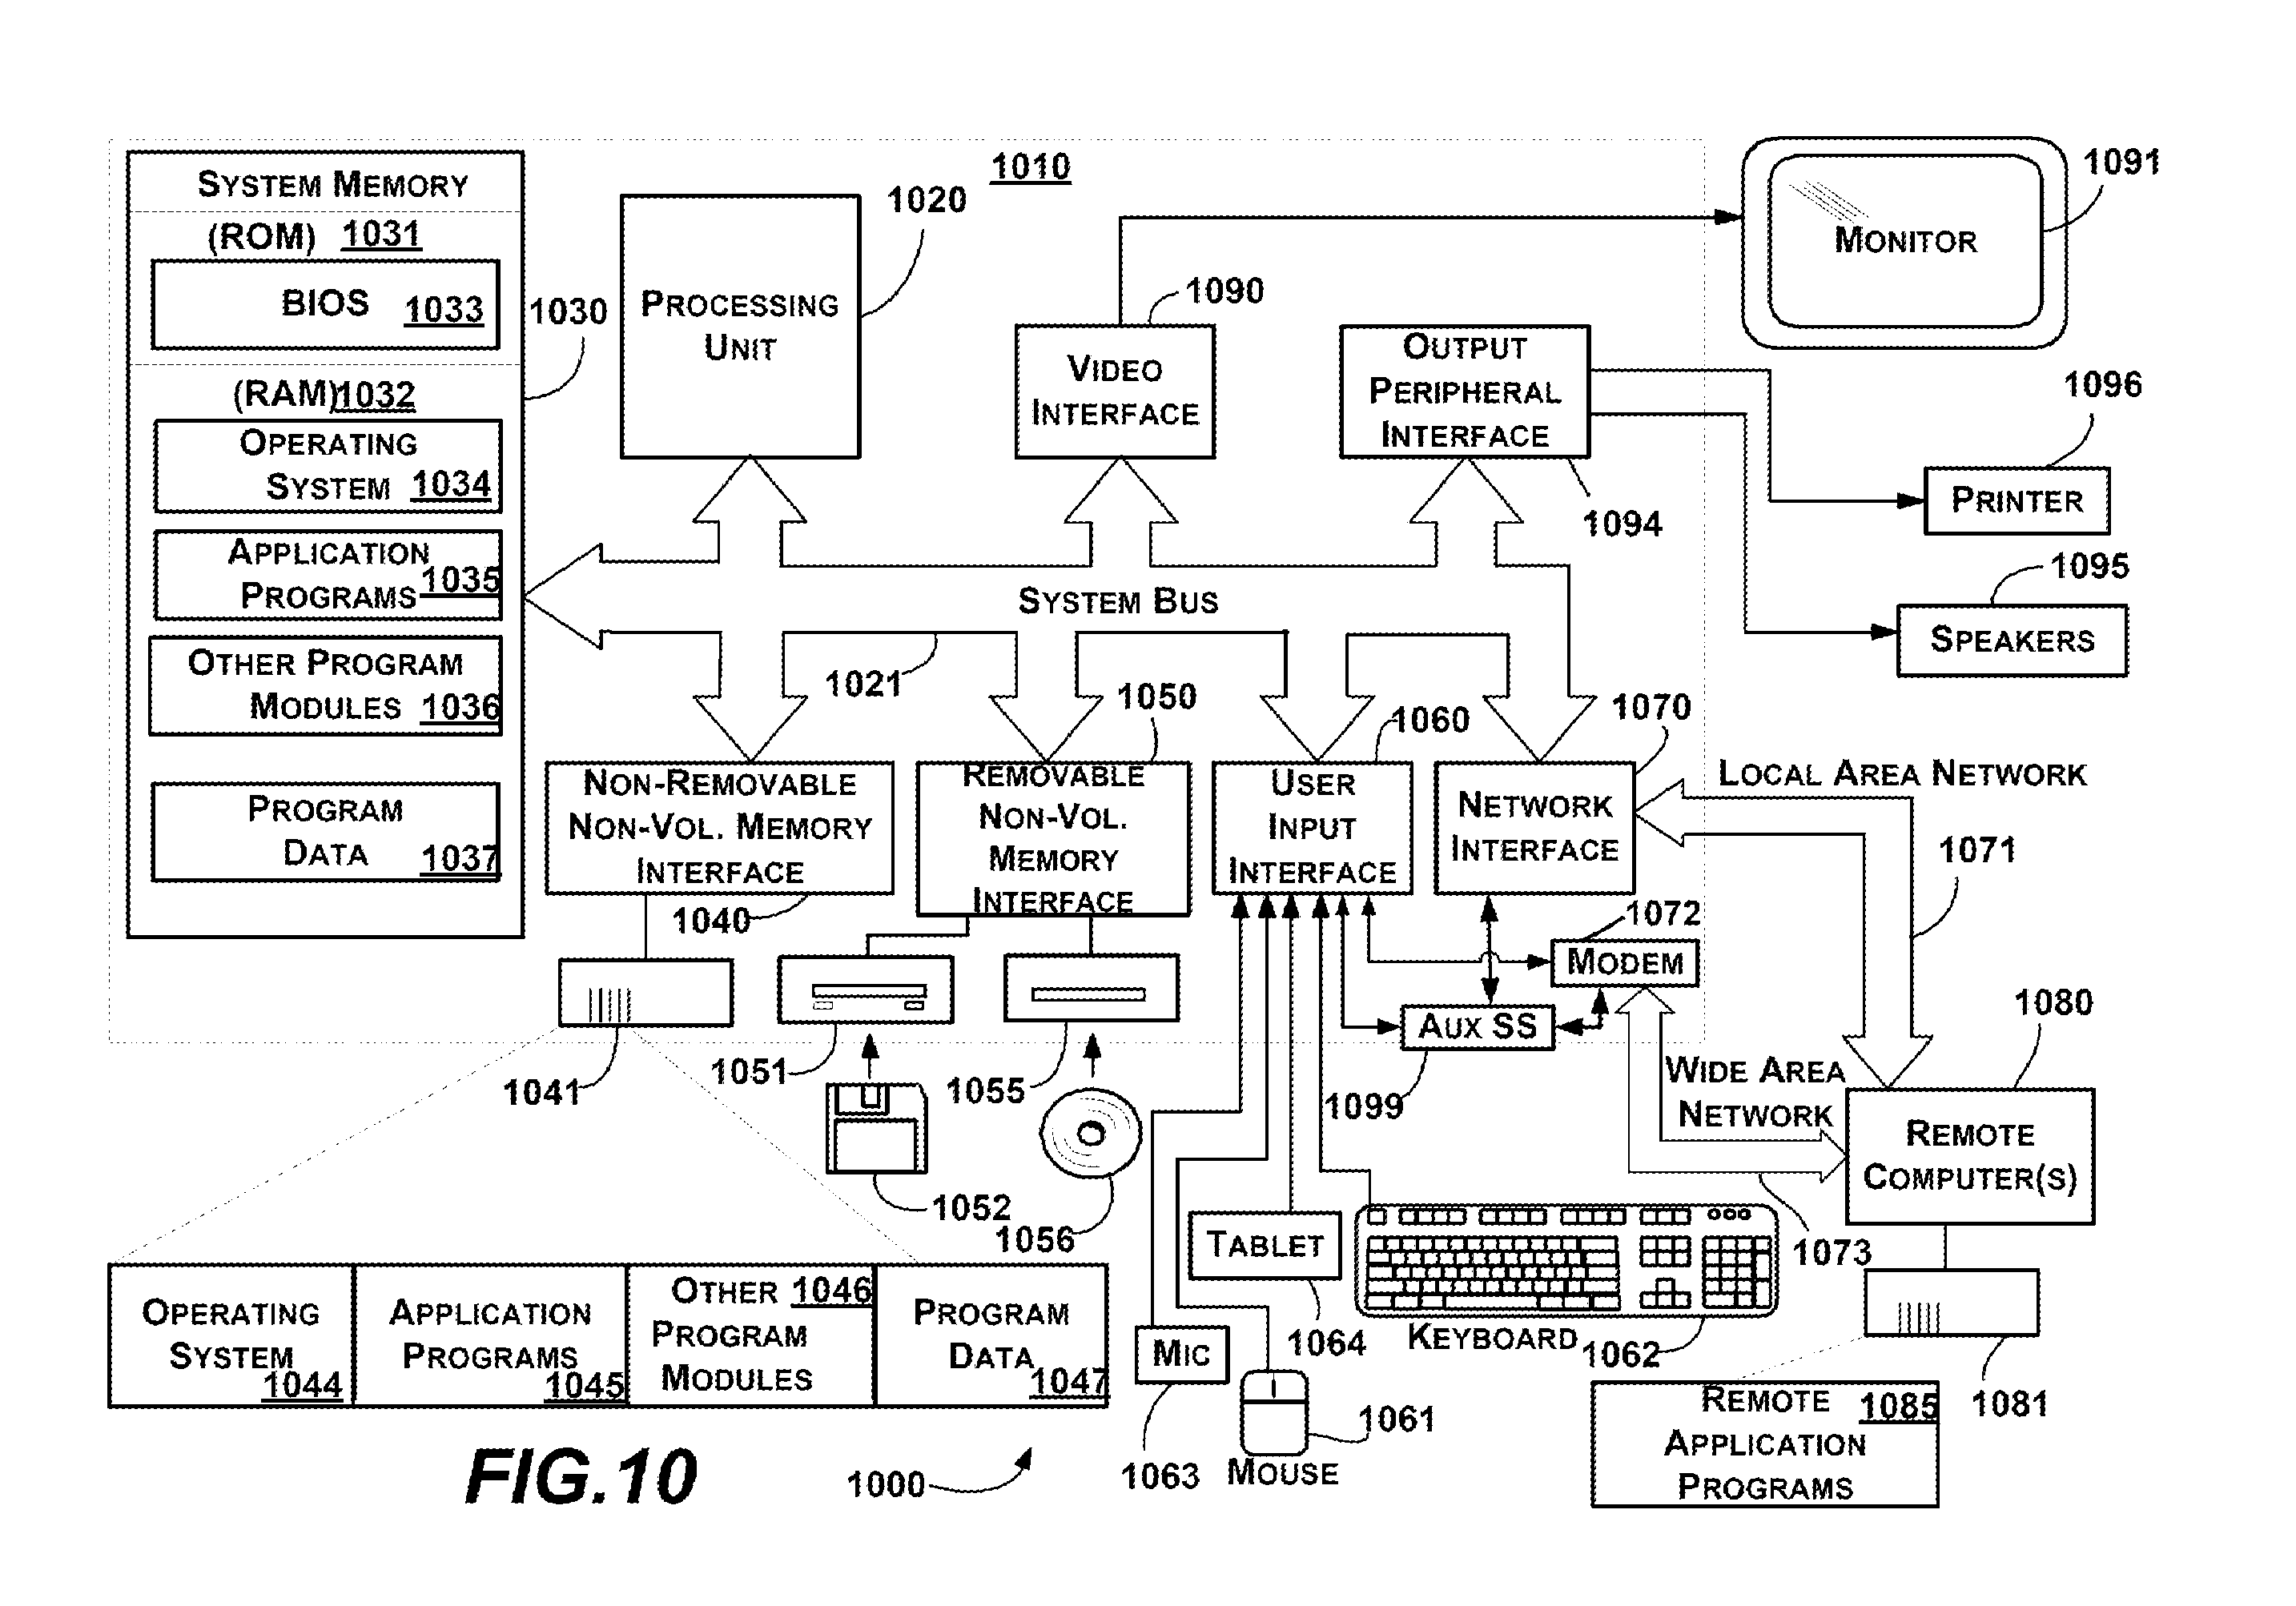 1010
SYSTEM MEMORY
(ROM) 1031
BIOS 1033
1030
(RAM) 1032
OPERATING
SYSTEM 1034
APPLICATION
PROGRAMS 1035
OTHER PROGRAM
MODULES 1036
PROGRAM
DATA 1037
PROCESSING
UNIT
1020
VIDEO
INTERFACE
1090
OUTPUT
PERIPHERAL
INTERFACE
1094
MONITOR
1091
1096
PRINTER
1095
SPEAKERS
SYSTEM BUS
1021
NON-REMOVABLE
NON-VOL. MEMORY
INTERFACE
1040
1050
REMOVABLE
NON-VOL.
MEMORY
INTERFACE
1060
USER
INPUT
INTERFACE
1070
NETWORK
INTERFACE
LOCAL AREA NETWORK
1071
1072
MODEM
AUX SS
1099
1041
1051
1052
1055
1056
WIDE AREA
NETWORK
1073
1080
REMOTE
COMPUTER(S)
1081
REMOTE 1085
APPLICATION
PROGRAMS
TABLET
1064
KEYBOARD 1062
MIC
1063
1061
MOUSE
OPERATING
SYSTEM 1044
APPLICATION
PROGRAMS 1045
OTHER 1046
PROGRAM
MODULES
PROGRAM
DATA 1047
FIG.10
1000